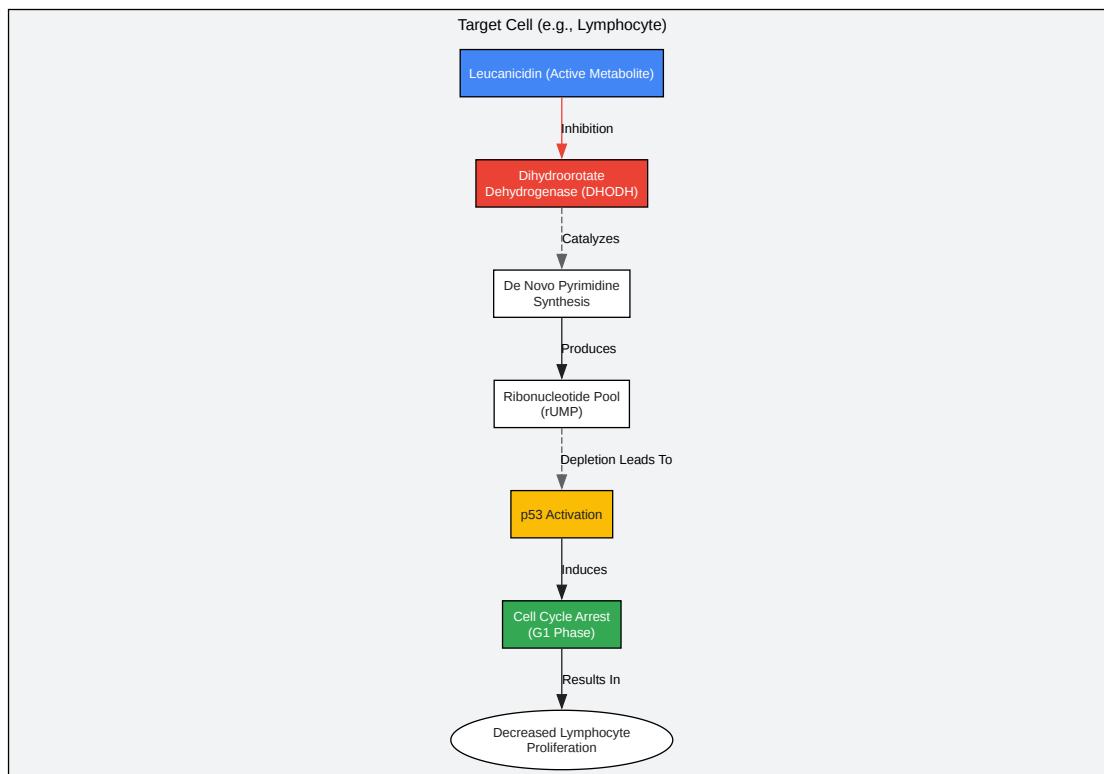 Target Cell (e.g., Lymphocyte)
Leucanicidin (Active Metabolite)
Inhibition
Dihydroorotate
Dehydrogenase (DHODH)
Catalyzes
De Novo Pyrimidine
Synthesis
Produces
Ribonucleotide Pool
(rUMP)
Depletion Leads To
p53 Activation
Induces
Cell Cycle Arrest
(G1 Phase)
Results In
Decreased Lymphocyte
Proliferation